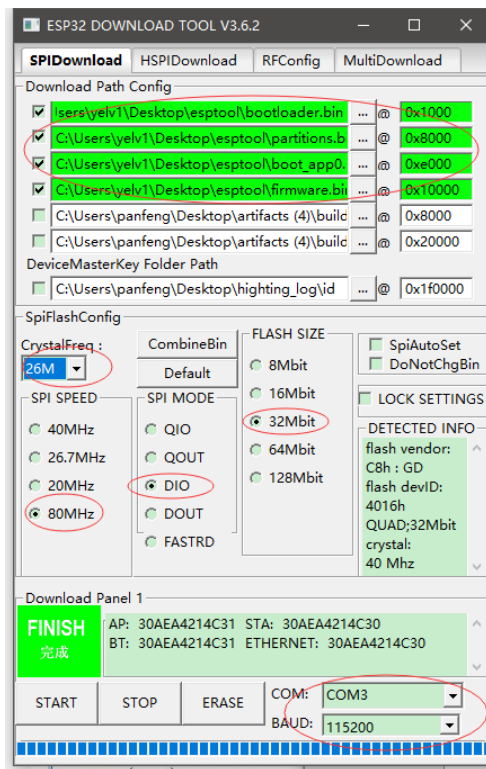 ESP32 DOWNLOAD TOOL V3.6.2
SPIDownload HSPIDownload RFConfig MultiDownload
Download Path Config
lsers\yelv1\Desktop\esptool\bootloader.bin ... @ 0x1000
C:\Users\yelv1\Desktop\esptool\partitions.b ... @ 0x8000
C:\Users\yelv1\Desktop\esptool\boot_app0. ... @ 0xe000
C:\Users\yelv1\Desktop\esptool\firmware.bi ... @ 0x10000
C:\Users\panfeng\Desktop\artifacts (4)\build ... @ 0x8000
C:\Users\panfeng\Desktop\artifacts (4)\build ... @ 0x20000
DeviceMasterKey Folder Path
C:\Users\panfeng\Desktop\highting_log\id ... @ 0x1f0000
SpiFlashConfig
CrystalFreq :
26M
CombineBin
Default
SPI SPEED
40MHz
26.7MHz
20MHz
80MHz
SPI MODE
QIO
QOUT
DIO
DOUT
FASTRD
FLASH SIZE
8Mbit
16Mbit
32Mbit
64Mbit
128Mbit
SpiAutoSet
DoNotChgBin
LOCK SETTINGS
DETECTED INFO
flash vendor:
C8h : GD
flash devID:
4016h
QUAD;32Mbit
crystal:
40 Mhz
Download Panel 1
FINISH
完成
AP: 30AEA4214C31 STA: 30AEA4214C30
BT: 30AEA4214C31 ETHERNET: 30AEA4214C30
START STOP ERASE
COM: COM3
BAUD: 115200